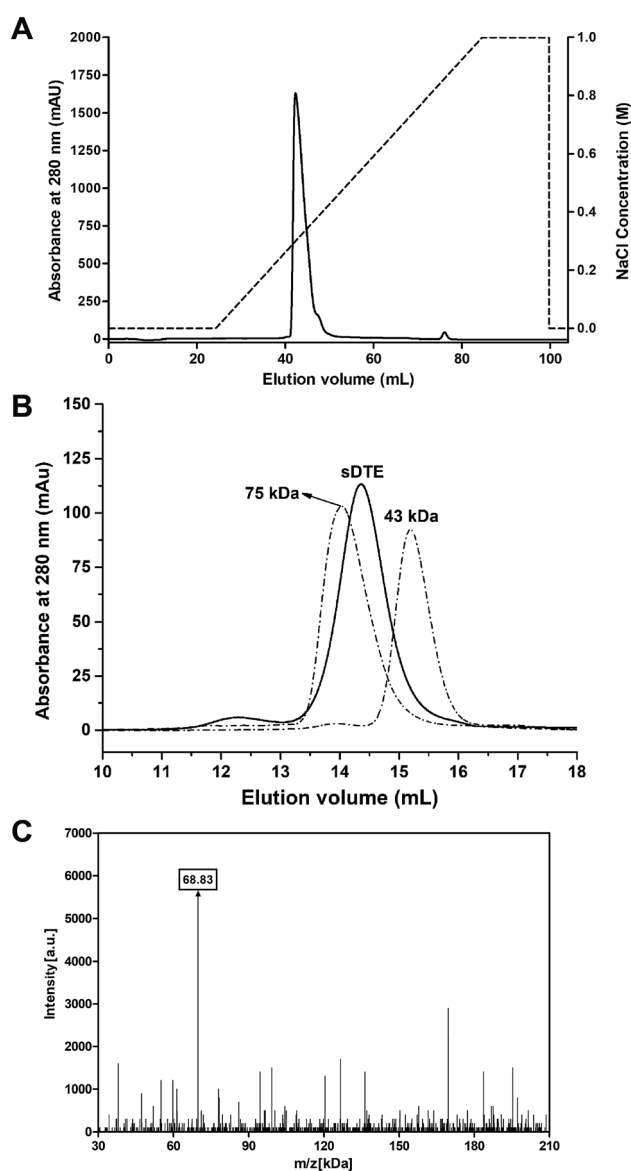 A
Absorbance at 280 nm (mAU)
2000
1750
1500
1250
1000
750
500
250
0
0 20 40 60 80 100
Elution volume (mL)
1.0
0.8
0.6
0.4
0.2
0.0
NaCl Concentration (M)
B
Absorbance at 280 nm (mAu)
150
125
100
75
50
25
0
sDTE
75 kDa
43 kDa
10 11 12 13 14 15 16 17 18
Elution volume (mL)
C
Intensity[a.u.]
7000
6000
5000
4000
3000
2000
1000
0
68.83
30 60 90 120 150 180 210
m/z[kDa]